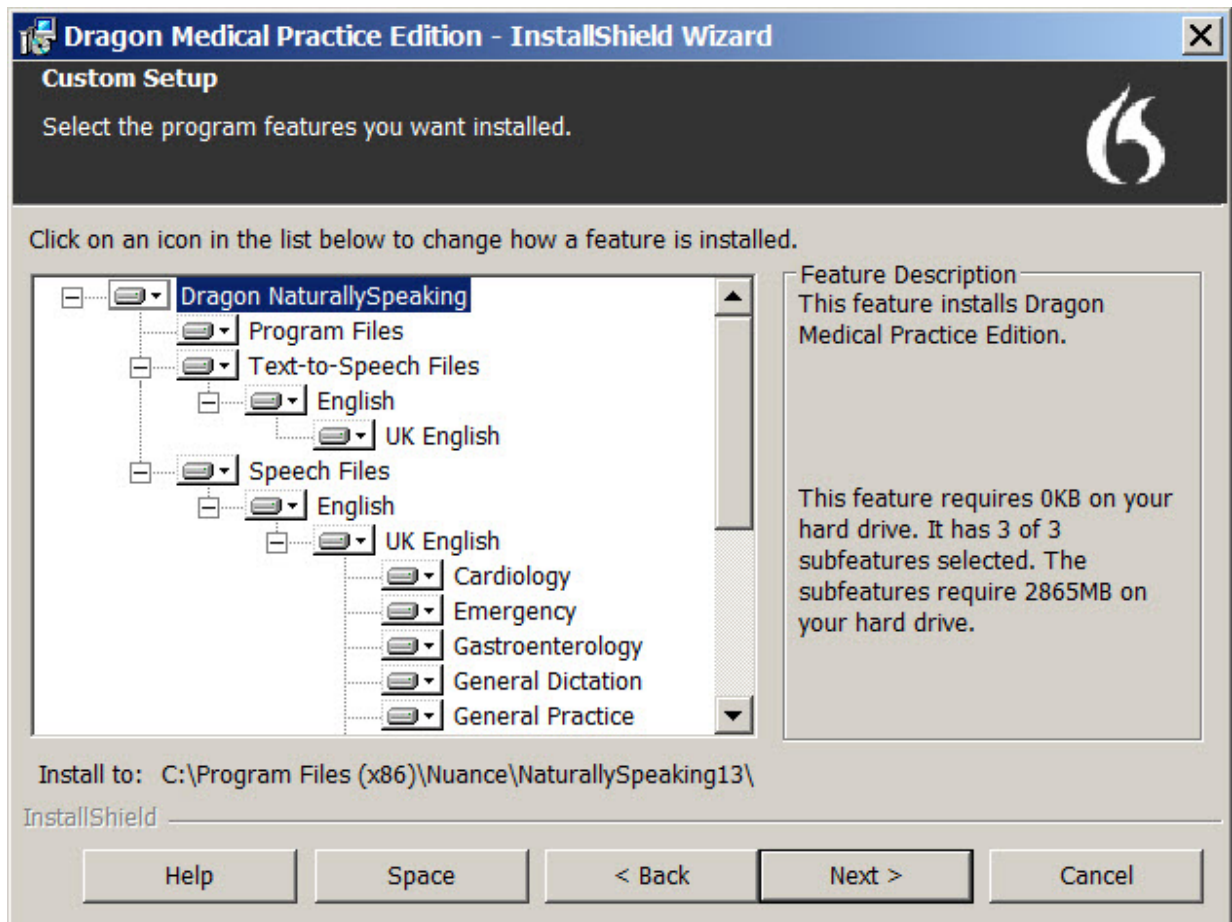 Dragon Medical Practice Edition - InstallShield Wizard
Custom Setup
Select the program features you want installed.
Click on an icon in the list below to change how a feature is installed.
Dragon NaturallySpeaking
Program Files
Text-to-Speech Files
English
UK English
Speech Files
English
UK English
Cardiology
Emergency
Gastroenterology
General Dictation
General Practice
Feature Description
This feature installs Dragon
Medical Practice Edition.
This feature requires 0KB on your
hard drive. It has 3 of 3
subfeatures selected. The
subfeatures require 2865MB on
your hard drive.
Install to: C:\Program Files (x86)\Nuance\NaturallySpeaking13\
InstallShield
Help Space < Back Next > Cancel